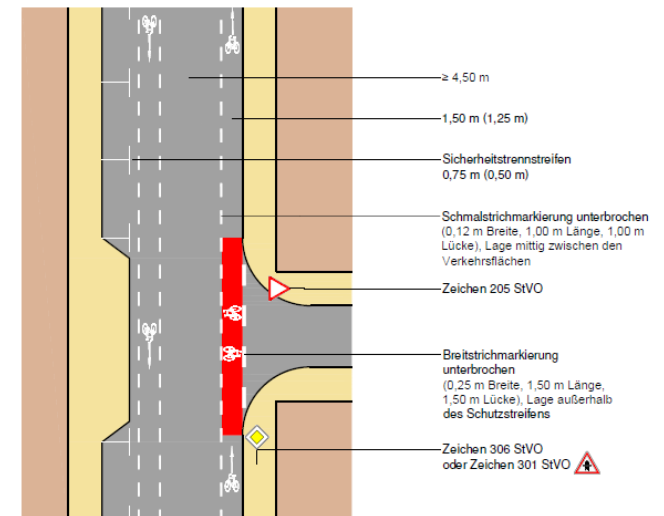 ≥ 4,50 m
1,50 m (1,25 m)
Sicherheitstrennstreifen
0,75 m (0,50 m)
Schmalstrichmarkierung unterbrochen
(0,12 m Breite, 1,00 m Länge, 1,00 m
Lücke), Lage mittig zwischen den
Verkehrsflächen
Zeichen 205 StVO
Breitstrichmarkierung
unterbrochen
(0,25 m Breite, 1,50 m Länge,
1,50 m Lücke), Lage außerhalb
des Schutzstreifens
Zeichen 306 StVO
oder Zeichen 301 StVO